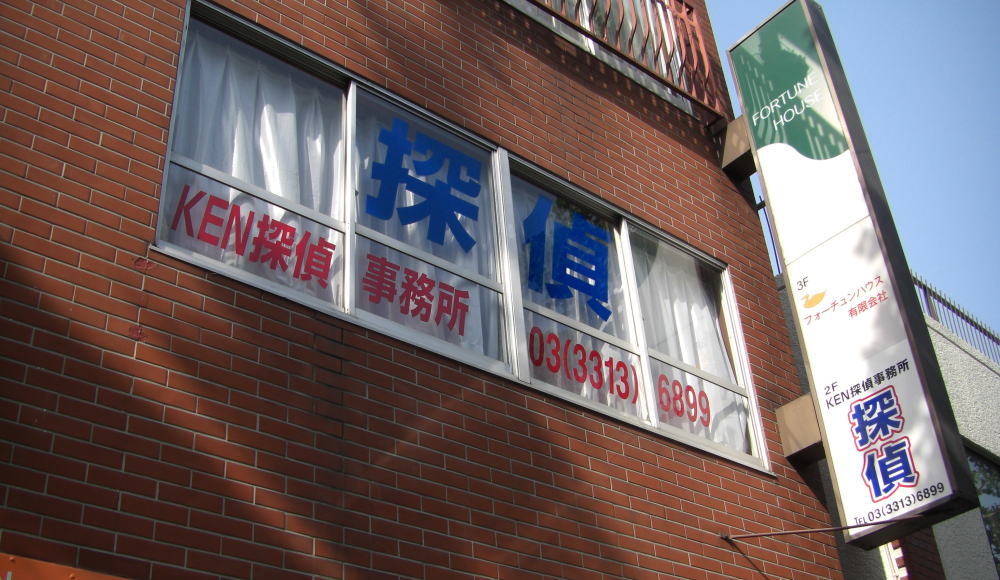 探偵
KEN探偵事務所 03(3313)6899
FORTUNE
HOUSE
3F
フォーチュンハウス
有限会社
2F
KEN探偵事務所
探
偵
TEL03(3313)6899